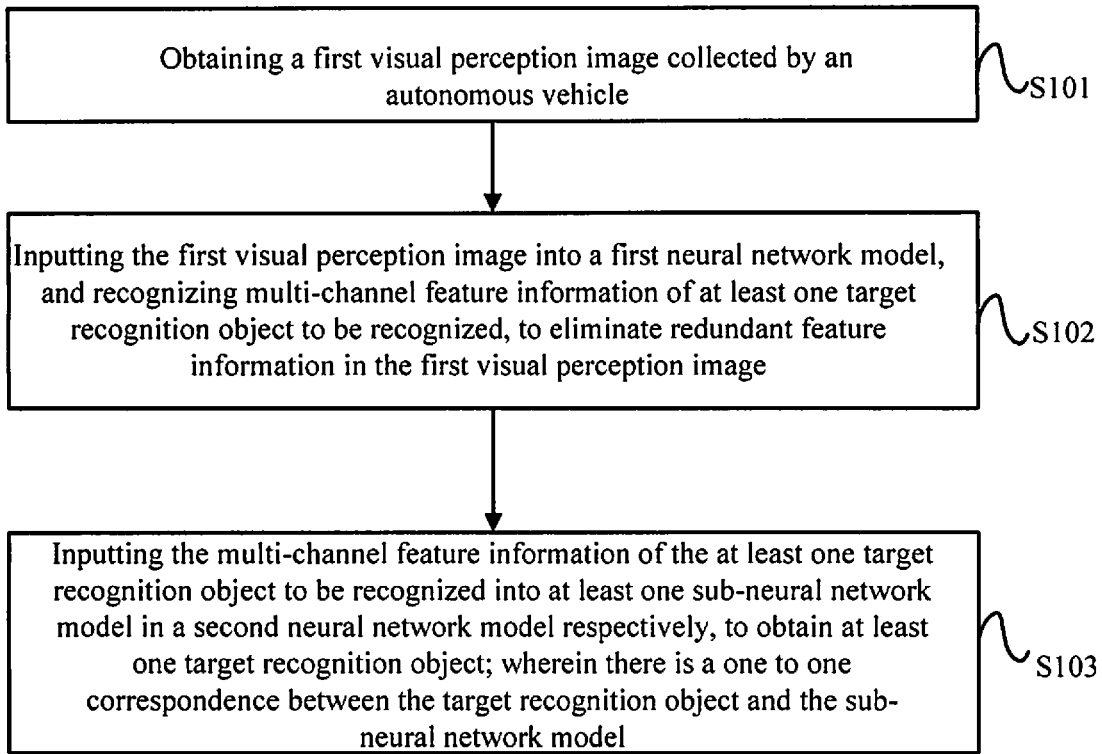 Obtaining a first visual perception image collected by an
autonomous vehicle
S101
Inputting the first visual perception image into a first neural network model,
and recognizing multi-channel feature information of at least one target
recognition object to be recognized, to eliminate redundant feature
information in the first visual perception image
S102
Inputting the multi-channel feature information of the at least one target
recognition object to be recognized into at least one sub-neural network
model in a second neural network model respectively, to obtain at least
one target recognition object; wherein there is a one to one
correspondence between the target recognition object and the sub-
neural network model
S103